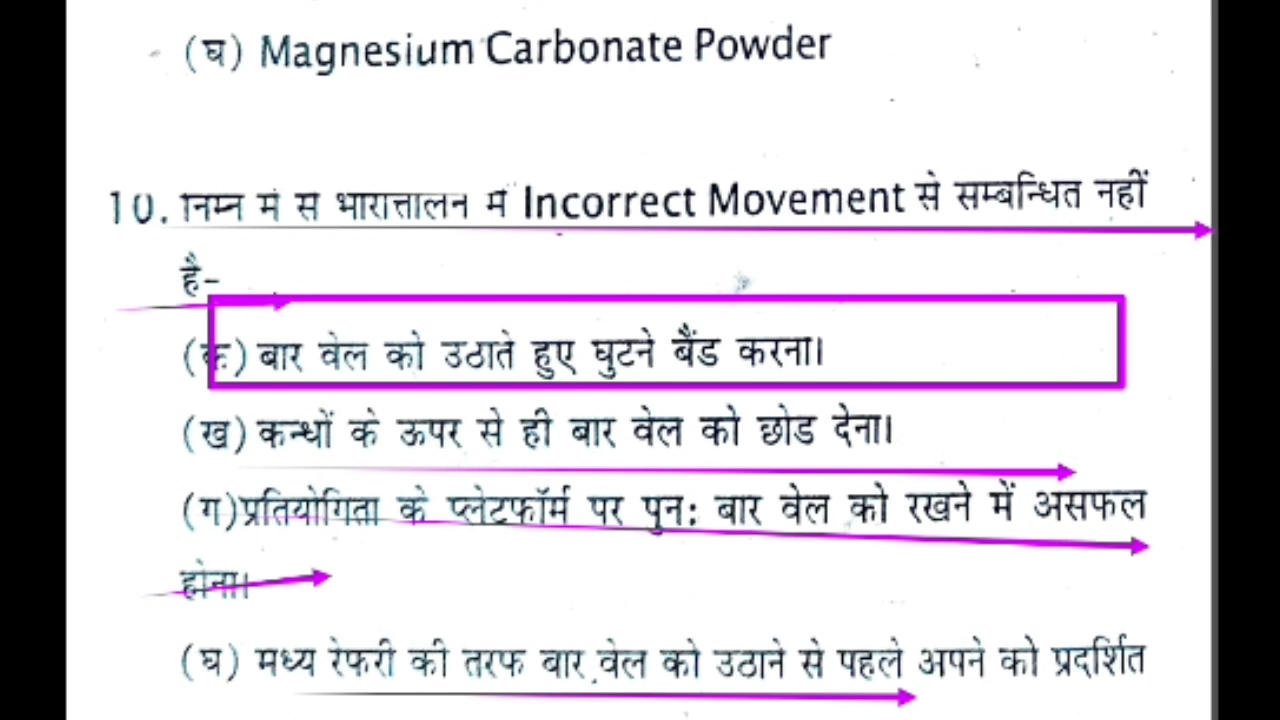 (घ) Magnesium Carbonate Powder
10. निम्न में से भारोत्तोलन में Incorrect Movement से सम्बन्धित नहीं
है-
(क) बार वेल को उठाते हुए घुटने बैंड करना।
(ख) कन्धों के ऊपर से ही बार वेल को छोड देना।
(ग) प्रतियोगिता के प्लेटफॉर्म पर पुन: बार वेल को रखने में असफल
होना।
(घ) मध्य रेफरी की तरफ बार वेल को उठाने से पहले अपने को प्रदर्शित